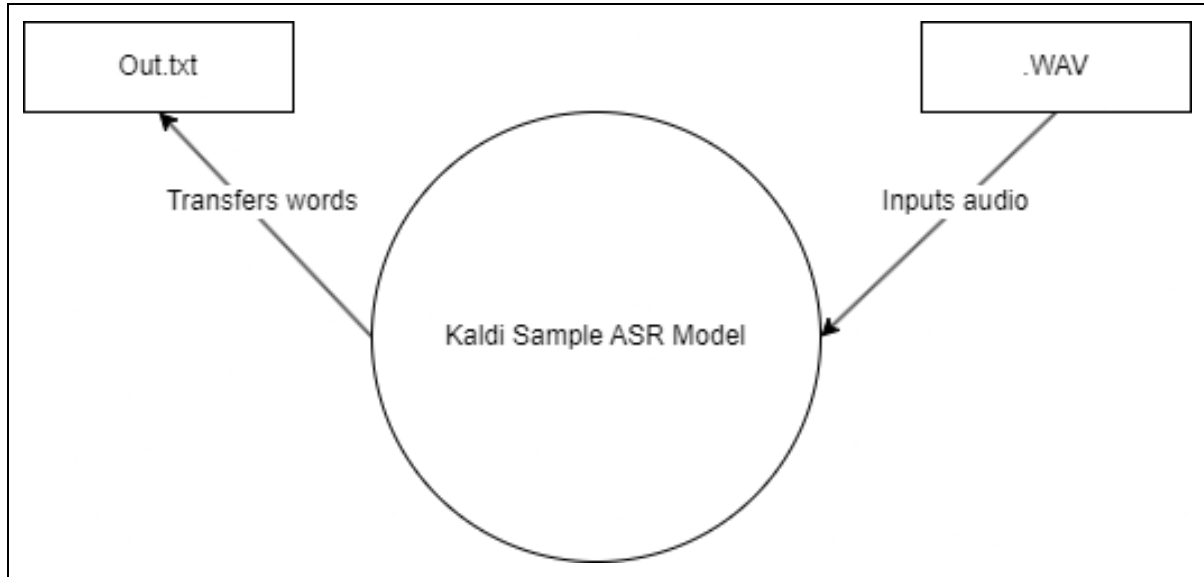 Out.txt
.WAV
Transfers words
Inputs audio
Kaldi Sample ASR Model